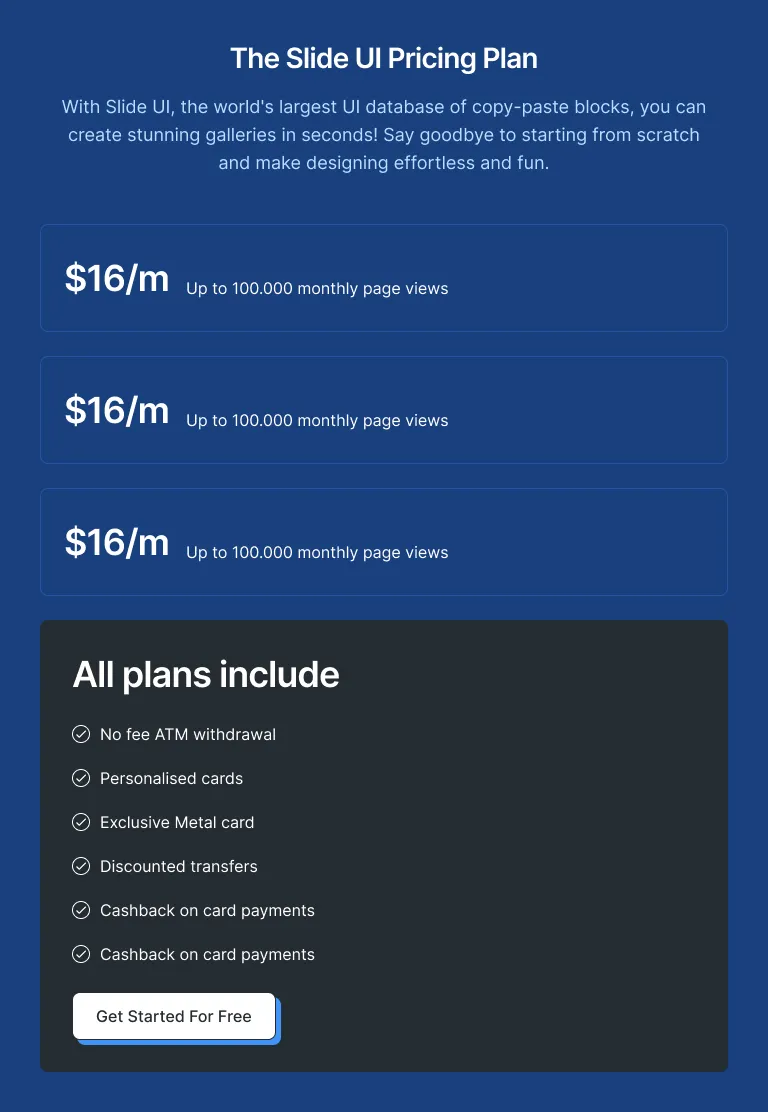 The Slide UI Pricing Plan
With Slide UI, the world's largest UI database of copy-paste blocks, you can
create stunning galleries in seconds! Say goodbye to starting from scratch
and make designing effortless and fun.
$16/m Up to 100.000 monthly page views
$16/m Up to 100.000 monthly page views
$16/m Up to 100.000 monthly page views
All plans include
No fee ATM withdrawal
Personalised cards
Exclusive Metal card
Discounted transfers
Cashback on card payments
Cashback on card payments
Get Started For Free